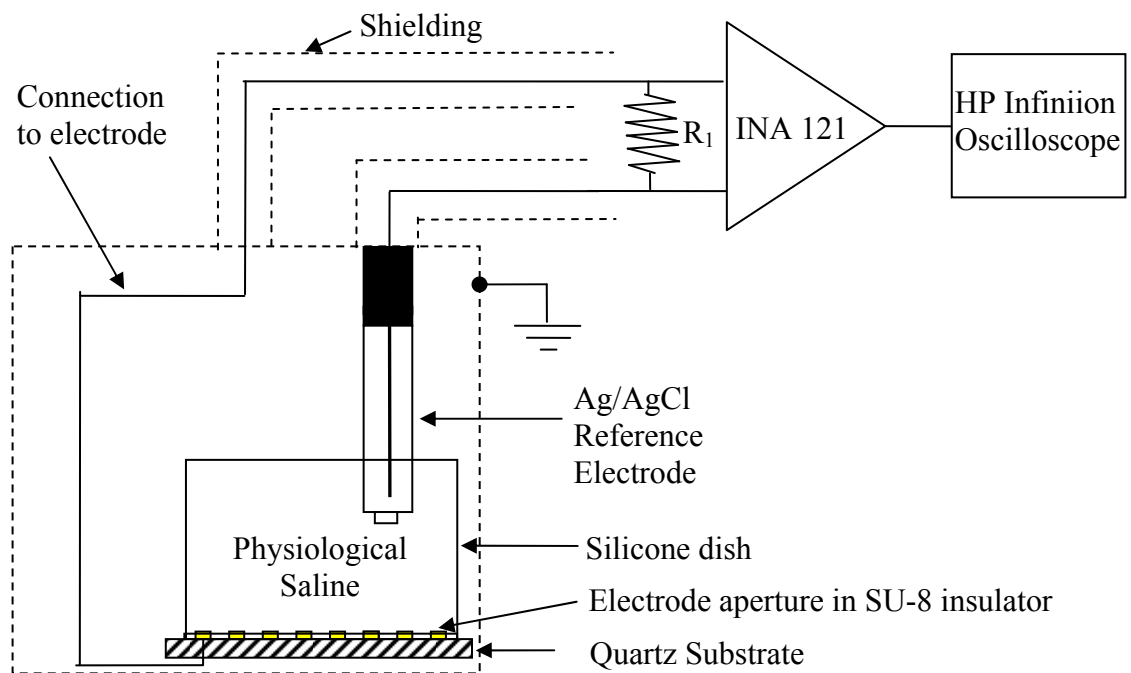 Shielding
Connection
to electrode
R₁
INA 121
HP Infiniion
Oscilloscope
Ag/AgCl
Reference
Electrode
Physiological
Saline
Silicone dish
Electrode aperture in SU-8 insulator
Quartz Substrate